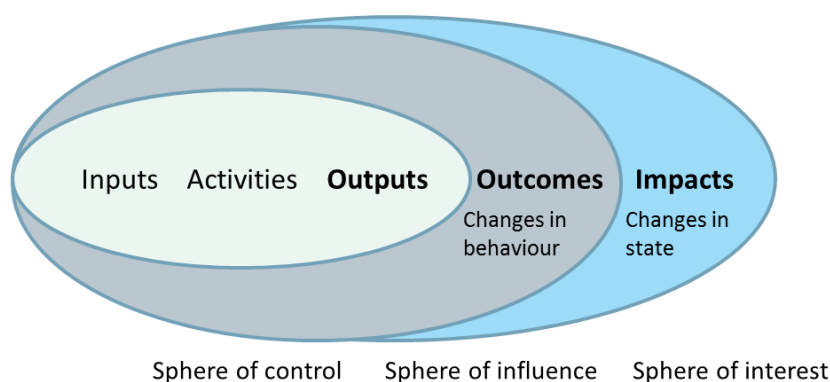 Inputs Activities Outputs Outcomes Impacts
Changes in behaviour
Changes in state
Sphere of control Sphere of influence Sphere of interest